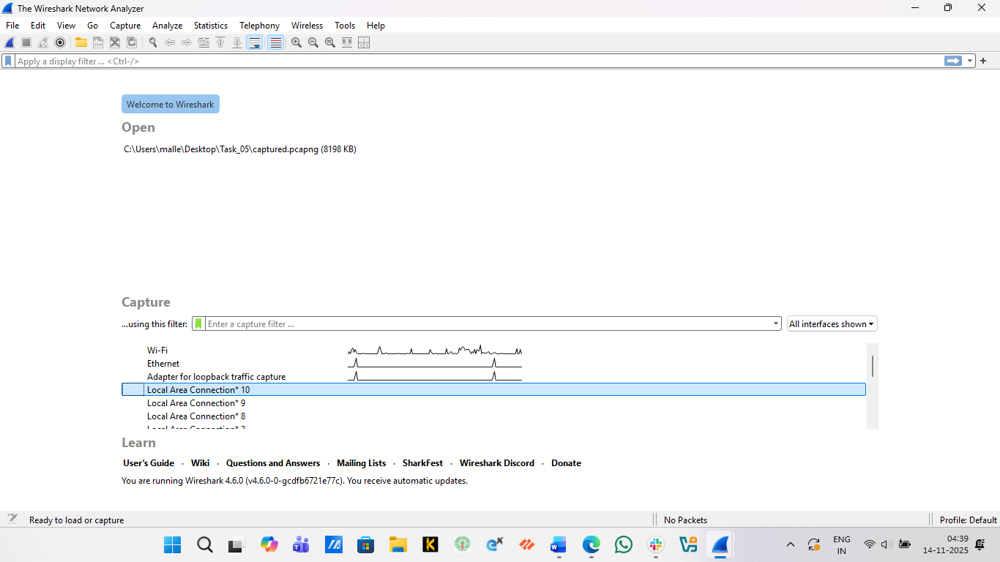 The Wireshark Network Analyzer
File Edit View Go Capture Analyze Statistics Telephony Wireless Tools Help
Apply a display filter ... <Ctrl-/>
Welcome to Wireshark
Open
C:\Users\malle\Desktop\Task_05\captured.pcapng (8198 KB)
Capture
...using this filter: Enter a capture filter ... All interfaces shown
Wi-Fi
Ethernet
Adapter for loopback traffic capture
Local Area Connection* 10
Local Area Connection* 9
Local Area Connection* 8
Local Area Connection*
Learn
User's Guide · Wiki · Questions and Answers · Mailing Lists · SharkFest · Wireshark Discord · Donate
You are running Wireshark 4.6.0 (v4.6.0-0-gcdfb6721e77c). You receive automatic updates.
Ready to load or capture No Packets Profile: Default
ENG 04:39
IN 14-11-2025